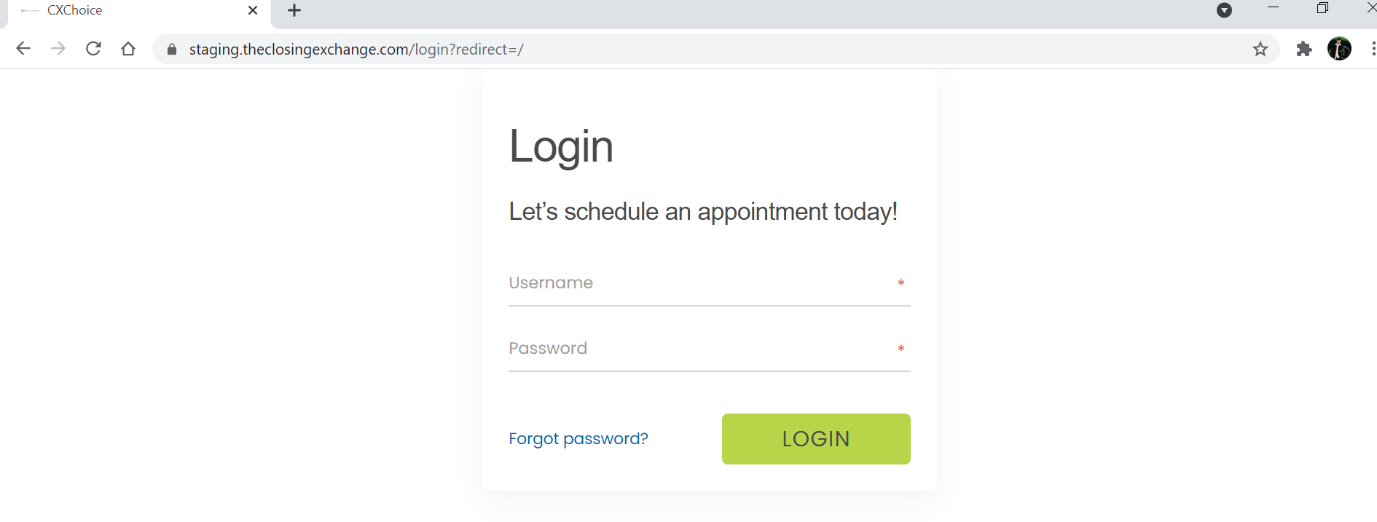 CXChoice
staging.theclosingexchange.com/login?redirect=/
Login
Let’s schedule an appointment today!
Username *
Password *
Forgot password? LOGIN